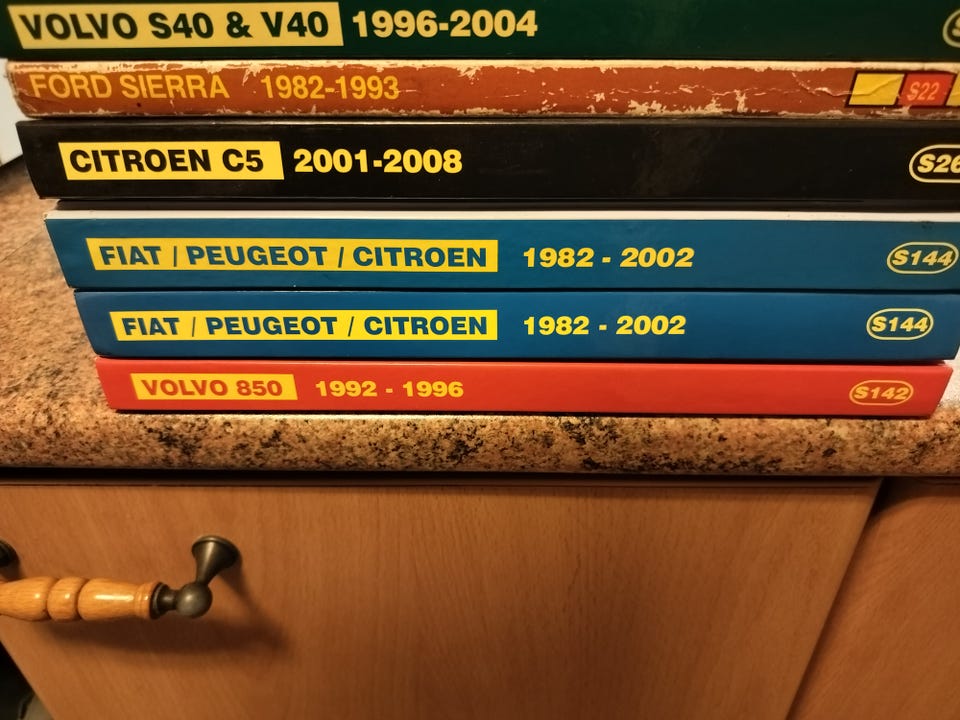 VOLVO S40 & V40 1996-2004
FORD SIERRA 1982-1993 S22
CITROEN C5 2001-2008 S26
FIAT / PEUGEOT / CITROEN 1982 - 2002 S144
FIAT / PEUGEOT / CITROEN 1982 - 2002 S144
VOLVO 850 1992 - 1996 S142